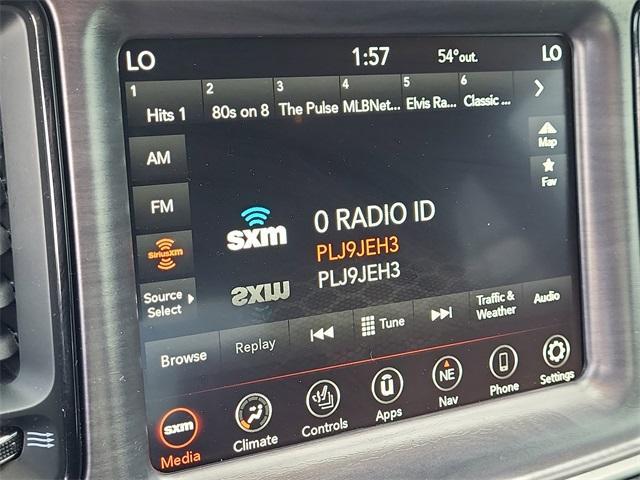 LO 1:57 54°out. LO
1 2 3 4 5 6
Hits 1 80s on 8 The Pulse MLBNet... Elvis Ra... Classic ...
AM
Map
Fav
FM
SiriusXM
sxm
0 RADIO ID
PLJ9JEH3
PLJ9JEH3
Source
Select
Browse Replay Tune Traffic &
Weather Audio
sxm
Media Climate Controls Apps NE
Nav Phone Settings